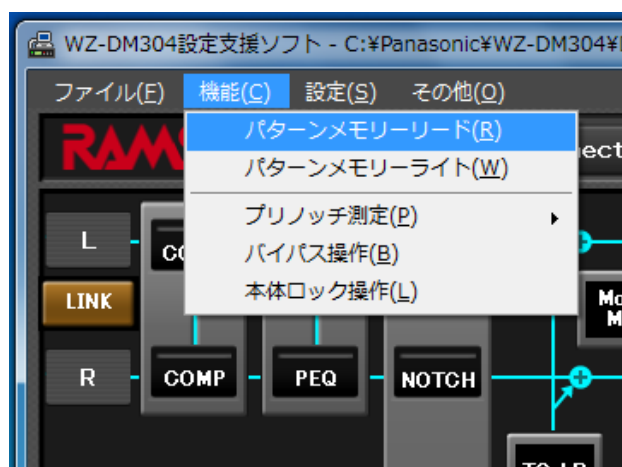 WZ-DM304設定支援ソフト - C:¥Panasonic¥WZ-DM304¥
ファイル(F) 機能(C) 設定(S) その他(O)
パターンメモリーリード(R)
パターンメモリーライト(W)
プリノッチ測定(P)
バイパス操作(B)
本体ロック操作(L)
L
LINK
R
COMP
PEQ
NOTCH